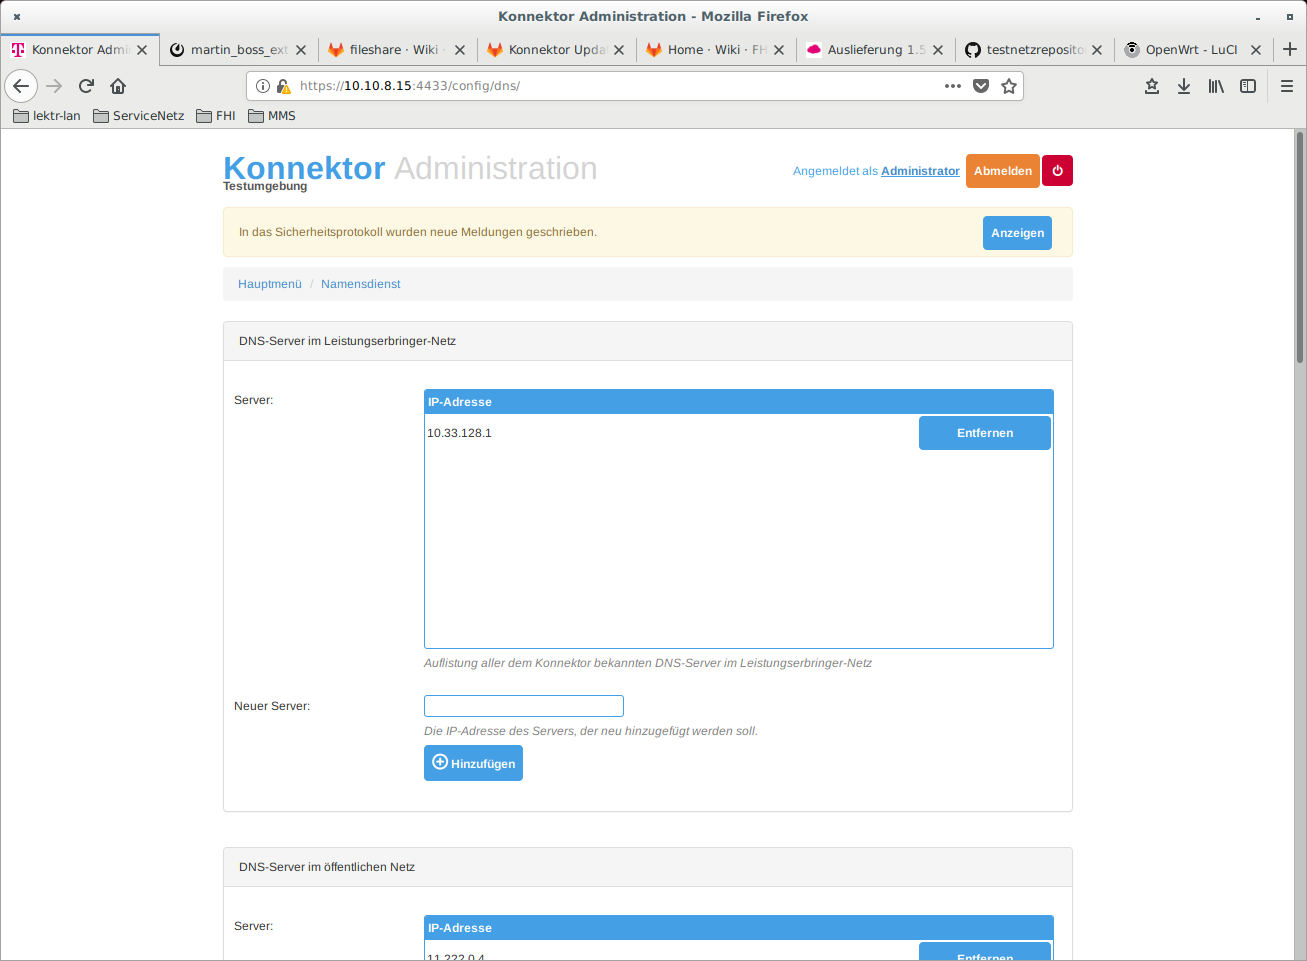 Konnektor Administration - Mozilla Firefox
Konnektor Admi
martin_boss_ext
fileshare · Wiki ·
Konnektor Upda
Home · Wiki · FH
Auslieferung 1.5
testnetzreposito
OpenWrt - LuCI
https://10.10.8.15:4433/config/dns/
lektr-lan
ServiceNetz
FHI
MMS
Konnektor Administration
Testumgebung
Angemeldet als Administrator
Abmelden
In das Sicherheitsprotokoll wurden neue Meldungen geschrieben.
Anzeigen
Hauptmenü / Namensdienst
DNS-Server im Leistungserbringer-Netz
Server:
IP-Adresse
10.33.128.1
Entfernen
Auflistung aller dem Konnektor bekannten DNS-Server im Leistungserbringer-Netz
Neuer Server:
Die IP-Adresse des Servers, der neu hinzugefügt werden soll.
Hinzufügen
DNS-Server im öffentlichen Netz
Server:
IP-Adresse
11.222.0.4
Entfernen